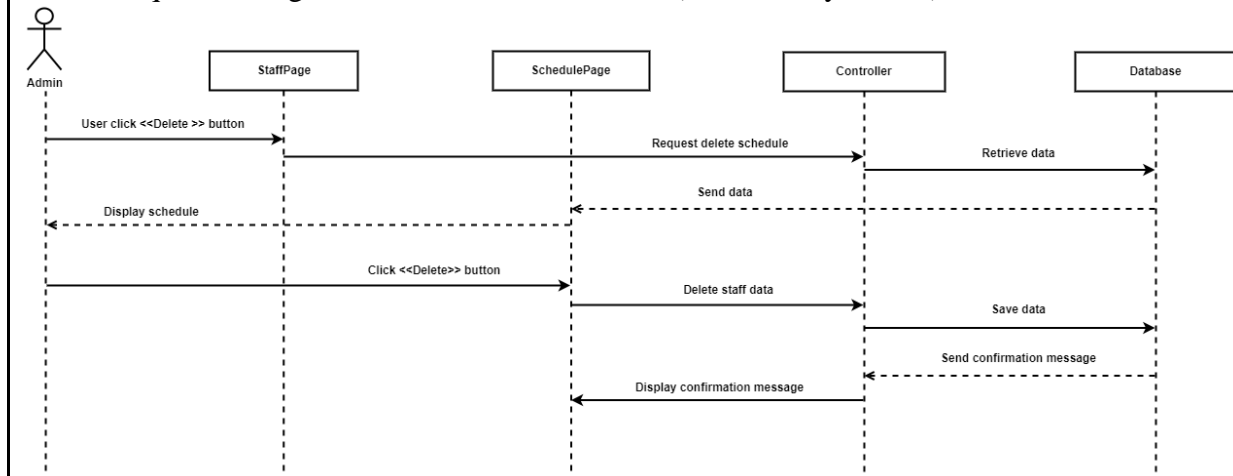 StaffPage
SchedulePage
Controller
Database
Admin
User click <<Delete >> button
Request delete schedule
Retrieve data
Send data
Display schedule
Click <<Delete>> button
Delete staff data
Save data
Send confirmation message
Display confirmation message